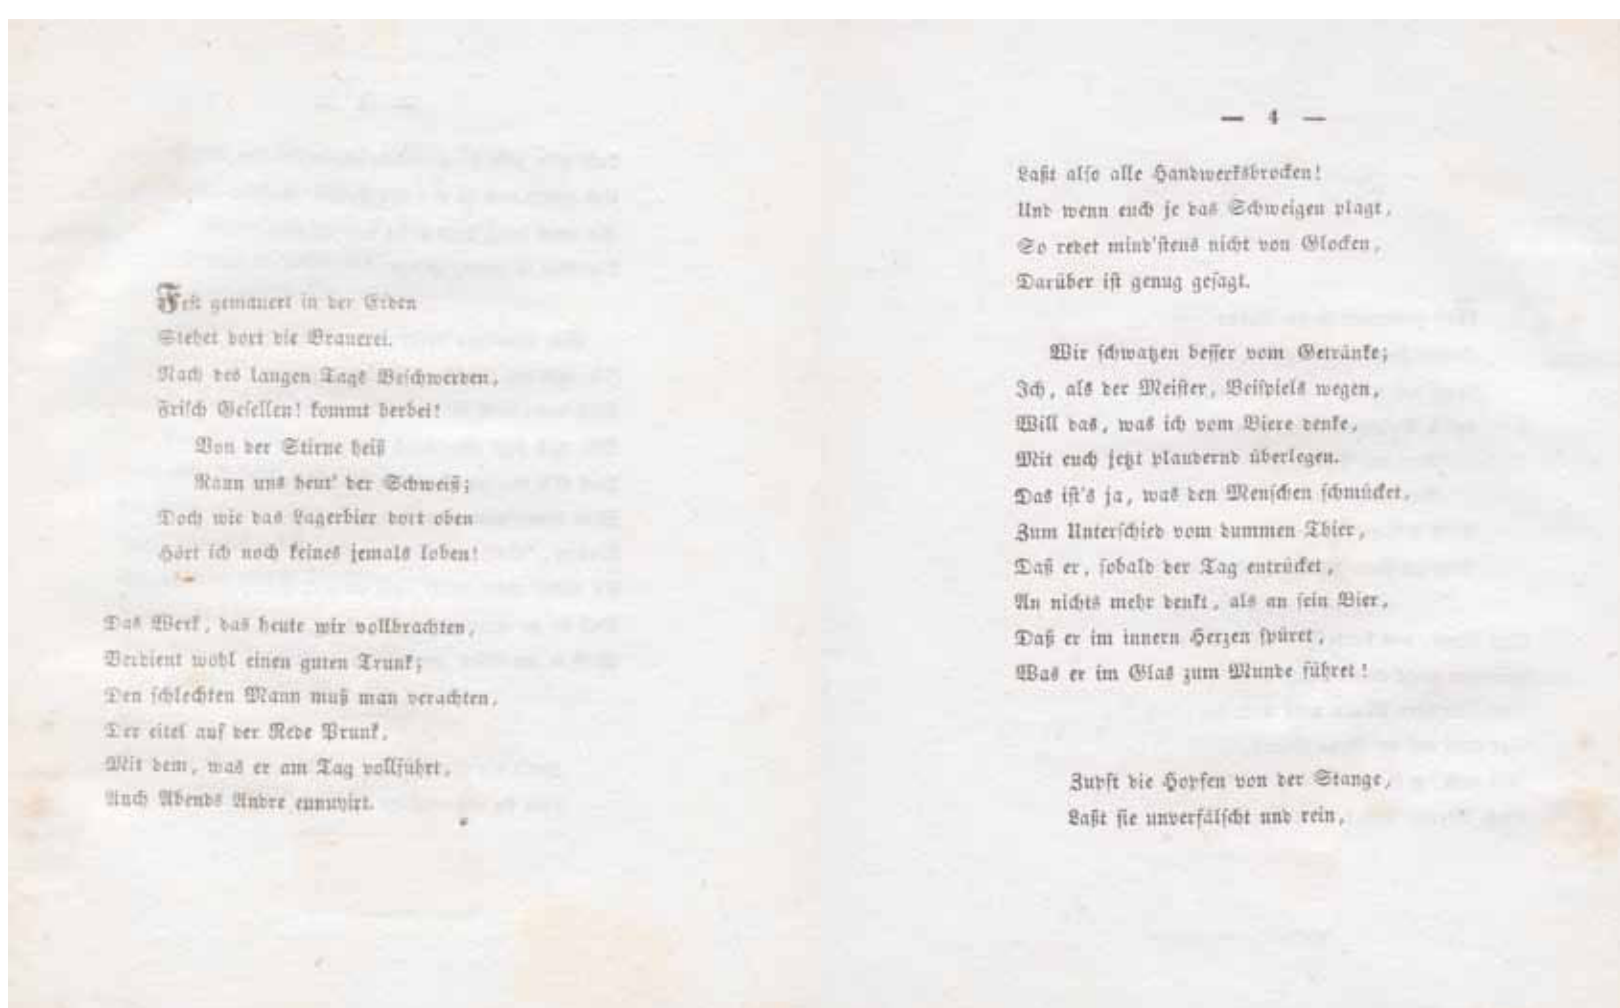 Fest gemauert in der Erden
Stehet dort die Brauerei.
Nach des langen Tags Beschwerden,
Frisch Gesellen! kommt herbei!
Von der Stirne heiß
Rann uns heut' der Schweiß;
Doch wie das Lagerbier dort oben
Hört ich noch keines jemals loben!
Das Werk, das heute wir vollbrachten,
Verdient wohl einen guten Trunk;
Den schlechten Mann muß man verachten,
Der eitel auf der Rede Prunk,
Mit dem, was er am Tag vollführt,
Auch Abends Andre ennuyirt.
— 4 —
Laßt also alle Handwerksbrocken!
Und wenn euch je das Schweigen plagt,
So redet mind'stens nicht von Glocken,
Darüber ist genug gesagt.
Wir schwatzen besser vom Getränke;
Ich, als der Meister, Beispiels wegen,
Will das, was ich vom Biere denke,
Mit euch jetzt plaudernd überlegen.
Das ist's ja, was den Menschen schmücket,
Zum Unterschied vom dummen Thier,
Daß er, sobald der Tag entrücket,
An nichts mehr denkt, als an sein Bier,
Daß er im innern Herzen spüret,
Was er im Glas zum Munde führet!
Zupft die Hopfen von der Stange,
Laßt sie unverfälscht und rein,